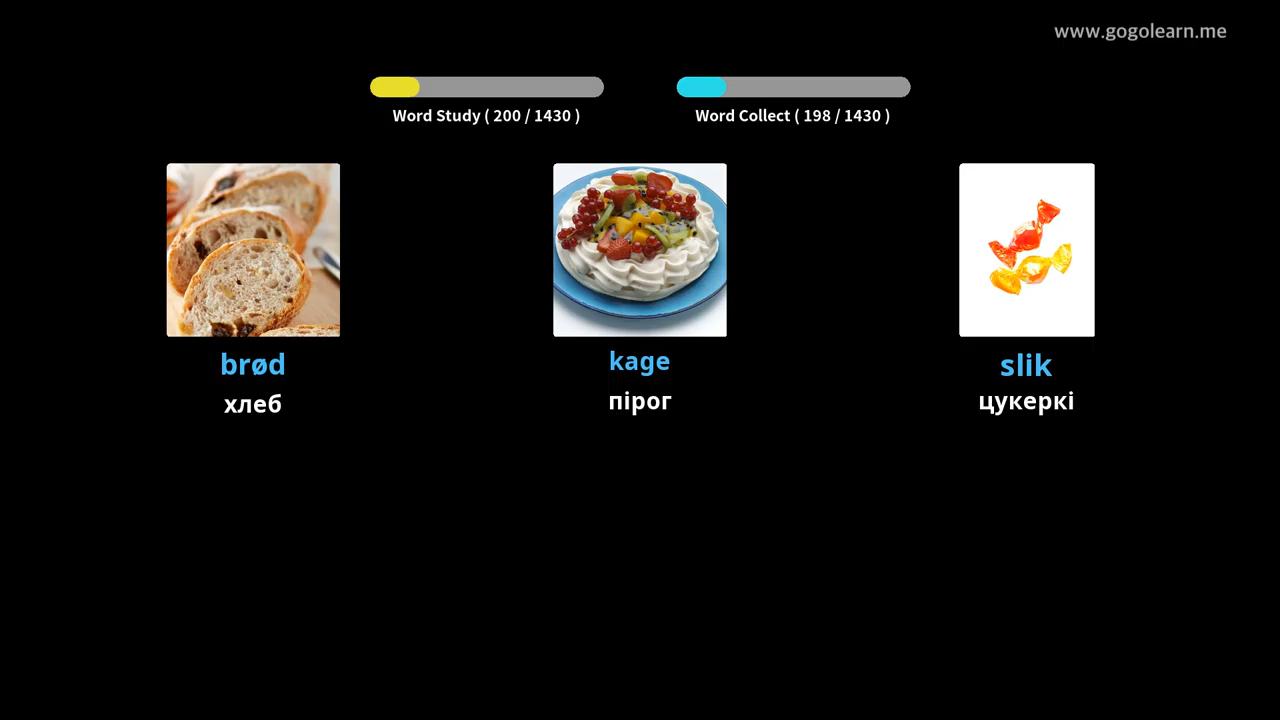 www.gogolearn.me
Word Study ( 200 / 1430 )
Word Collect ( 198 / 1430 )
brød
kage
slik
хлеб
пірог
цукеркі